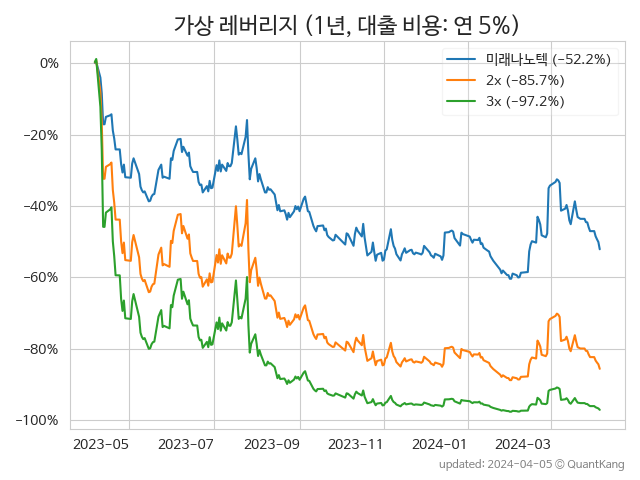 가상 레버리지 (1년, 대출 비용: 연 5%)
미래나노텍 (−52.2%)
2x (−85.7%)
3x (−97.2%)
0%
−20%
−40%
−60%
−80%
−100%
2023-05 2023-07 2023-09 2023-11 2024-01 2024-03
updated: 2024-04-05 © QuantKang